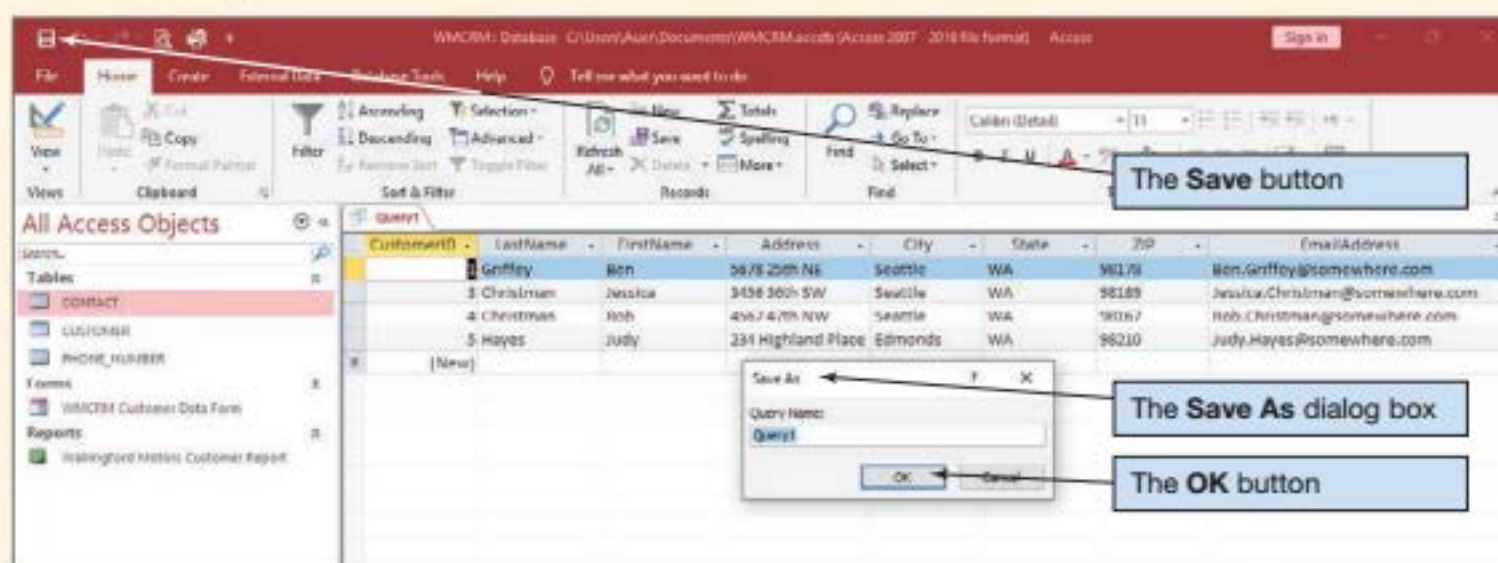 WMCRM : Database- C:\Users\Auer\Documents\WMCRM.accdb (Access 2007 - 2016 file format) Access
Sign in
File Home Create External Data Database Tools Help Tell me what you want to do
View
Views
Paste
Cut
Copy
Format Painter
Clipboard
Filter
Ascending
Descending
Remove Sort
Selection
Advanced
Toggle Filter
Sort & Filter
Refresh
All
New
Save
Delete
Totals
Spelling
More
Records
Find
Replace
Go To
Select
Find
Calibri (Detail) 11
B I U A
The Save button
All Access Objects
Search...
Tables
CONTACT
CUSTOMER
PHONE_NUMBER
Forms
WMCRM Customer Data Form
Reports
Wallingford Motors Customer Report
Query1
CustomerID LastName FirstName Address City State ZIP EmailAddress
1 Griffey Ben 5678 25th NE Seattle WA 98178 Ben.Griffey@somewhere.com
3 Christman Jessica 3456 36th SW Seattle WA 98189 Jessica.Christman@somewhere.com
4 Christman Rob 4567 47th NW Seattle WA 98167 Rob.Christman@somewhere.com
5 Hayes Judy 234 Highland Place Edmonds WA 98210 Judy.Hayes@somewhere.com
(New)
Save As ? X
Query Name:
Query1
OK Cancel
The Save As dialog box
The OK button